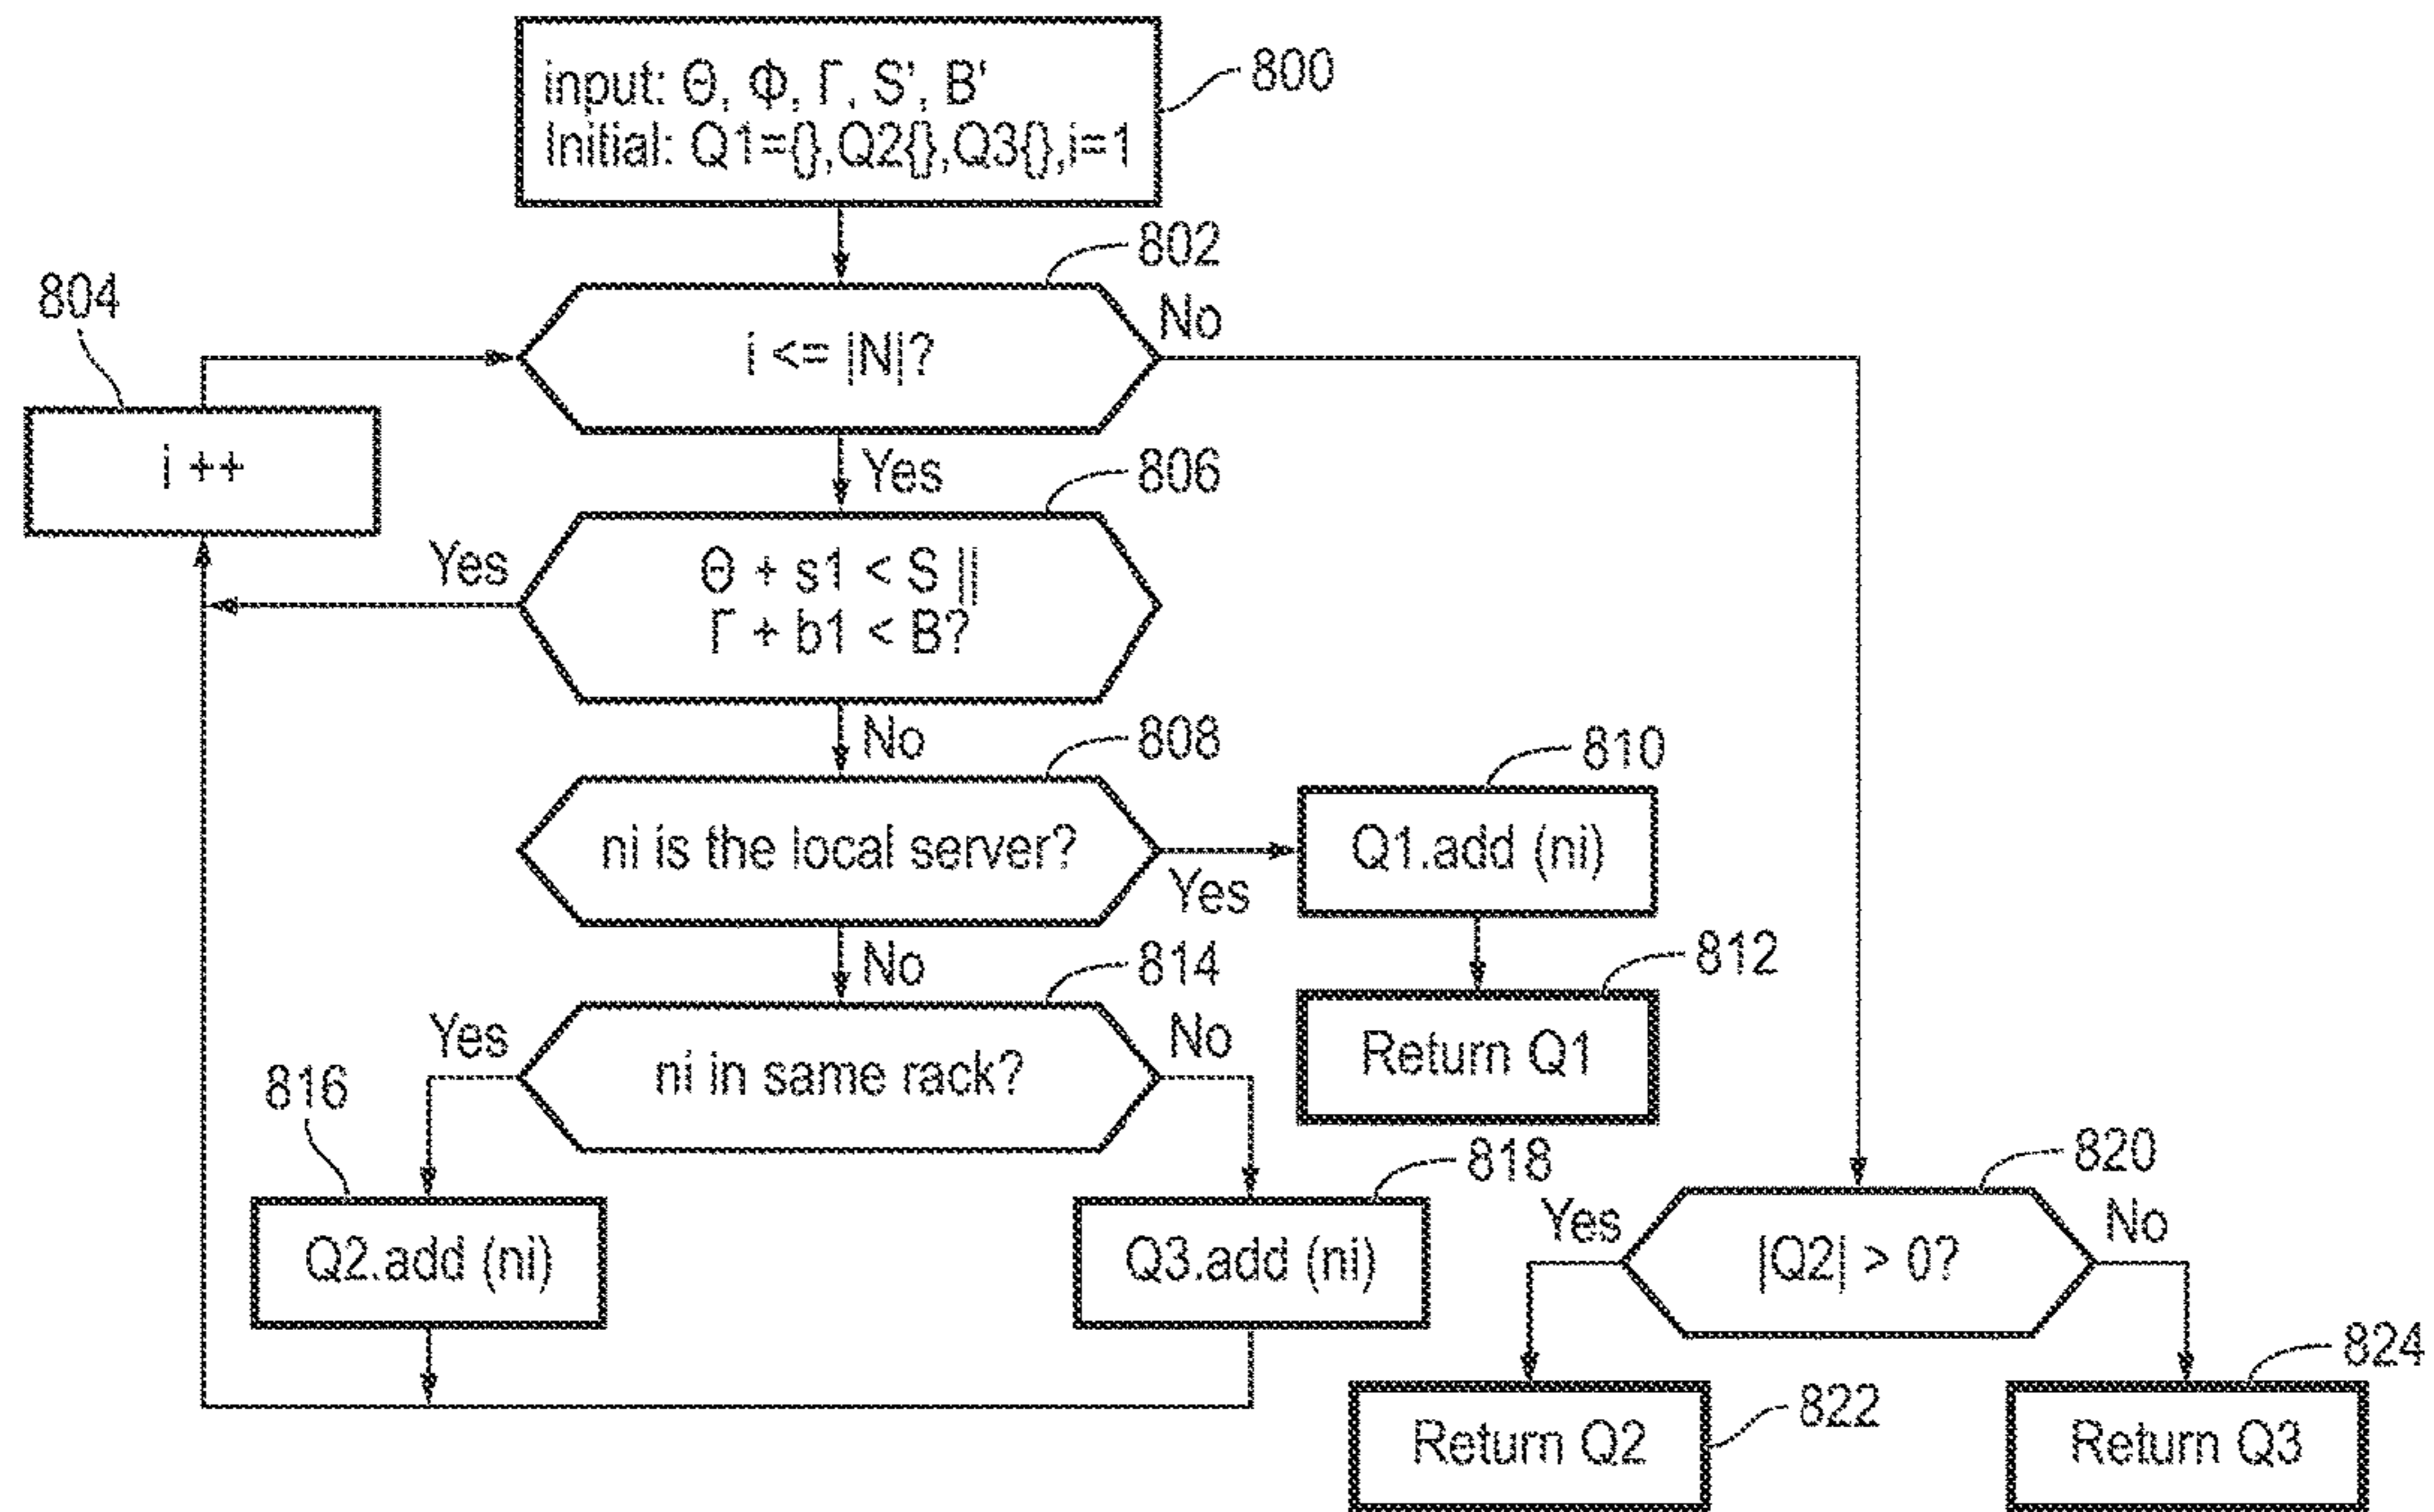 input: Θ, Φ, Γ, S', B'
Initial: Q1={},Q2{},Q3{},i=1
800
802
804
i <= |N|?
No
i ++
Yes
806
Yes
Θ + s1 < S ||
Γ + b1 < B?
No
808
810
ni is the local server?
Yes
Q1.add (ni)
No
814
812
Yes
No
ni in same rack?
Return Q1
816
818
820
Q2.add (ni)
Q3.add (ni)
Yes
No
|Q2| > 0?
824
822
Return Q2
Return Q3